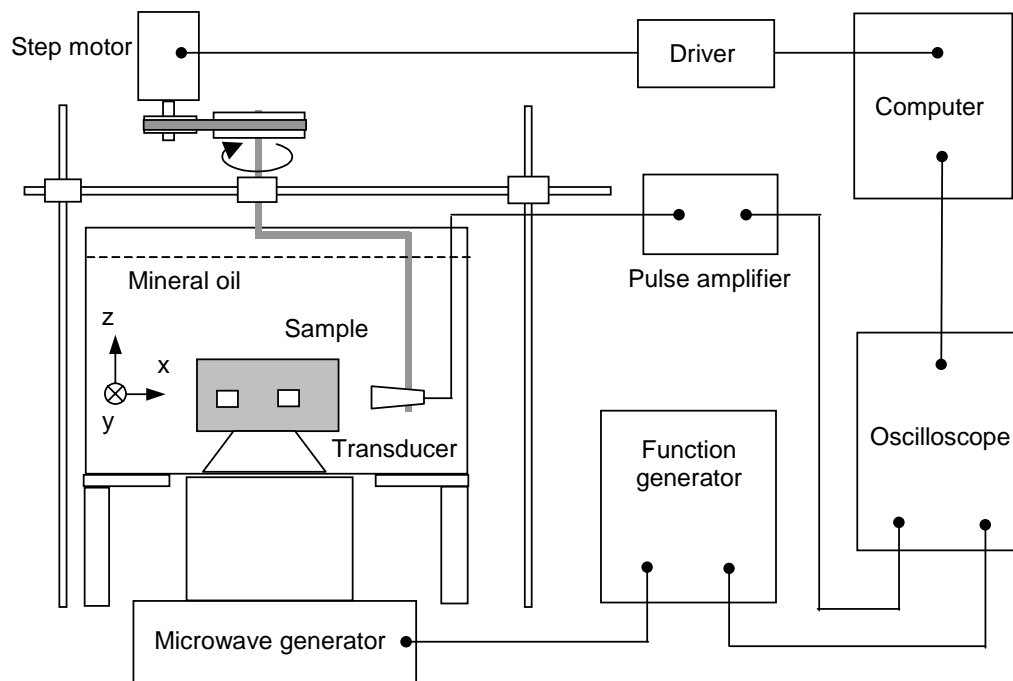 Step motor
Driver
Computer
Pulse amplifier
Mineral oil
Sample
z
x
y
Transducer
Function
generator
Oscilloscope
Microwave generator